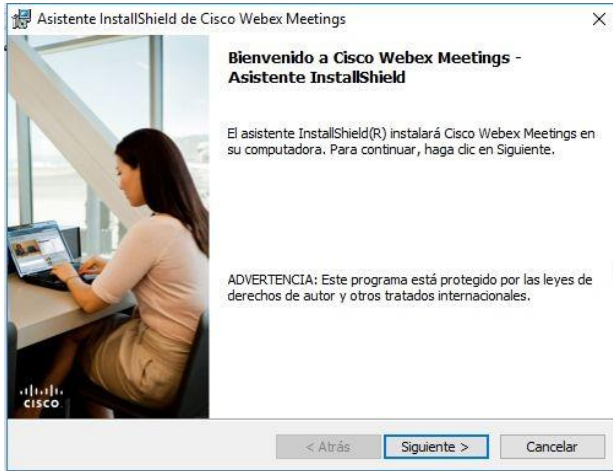 Asistente InstallShield de Cisco Webex Meetings
Bienvenido a Cisco Webex Meetings -
Asistente InstallShield
El asistente InstallShield(R) instalará Cisco Webex Meetings en
su computadora. Para continuar, haga clic en Siguiente.
ADVERTENCIA: Este programa está protegido por las leyes de
derechos de autor y otros tratados internacionales.
CISCO
< Atrás
Siguiente >
Cancelar